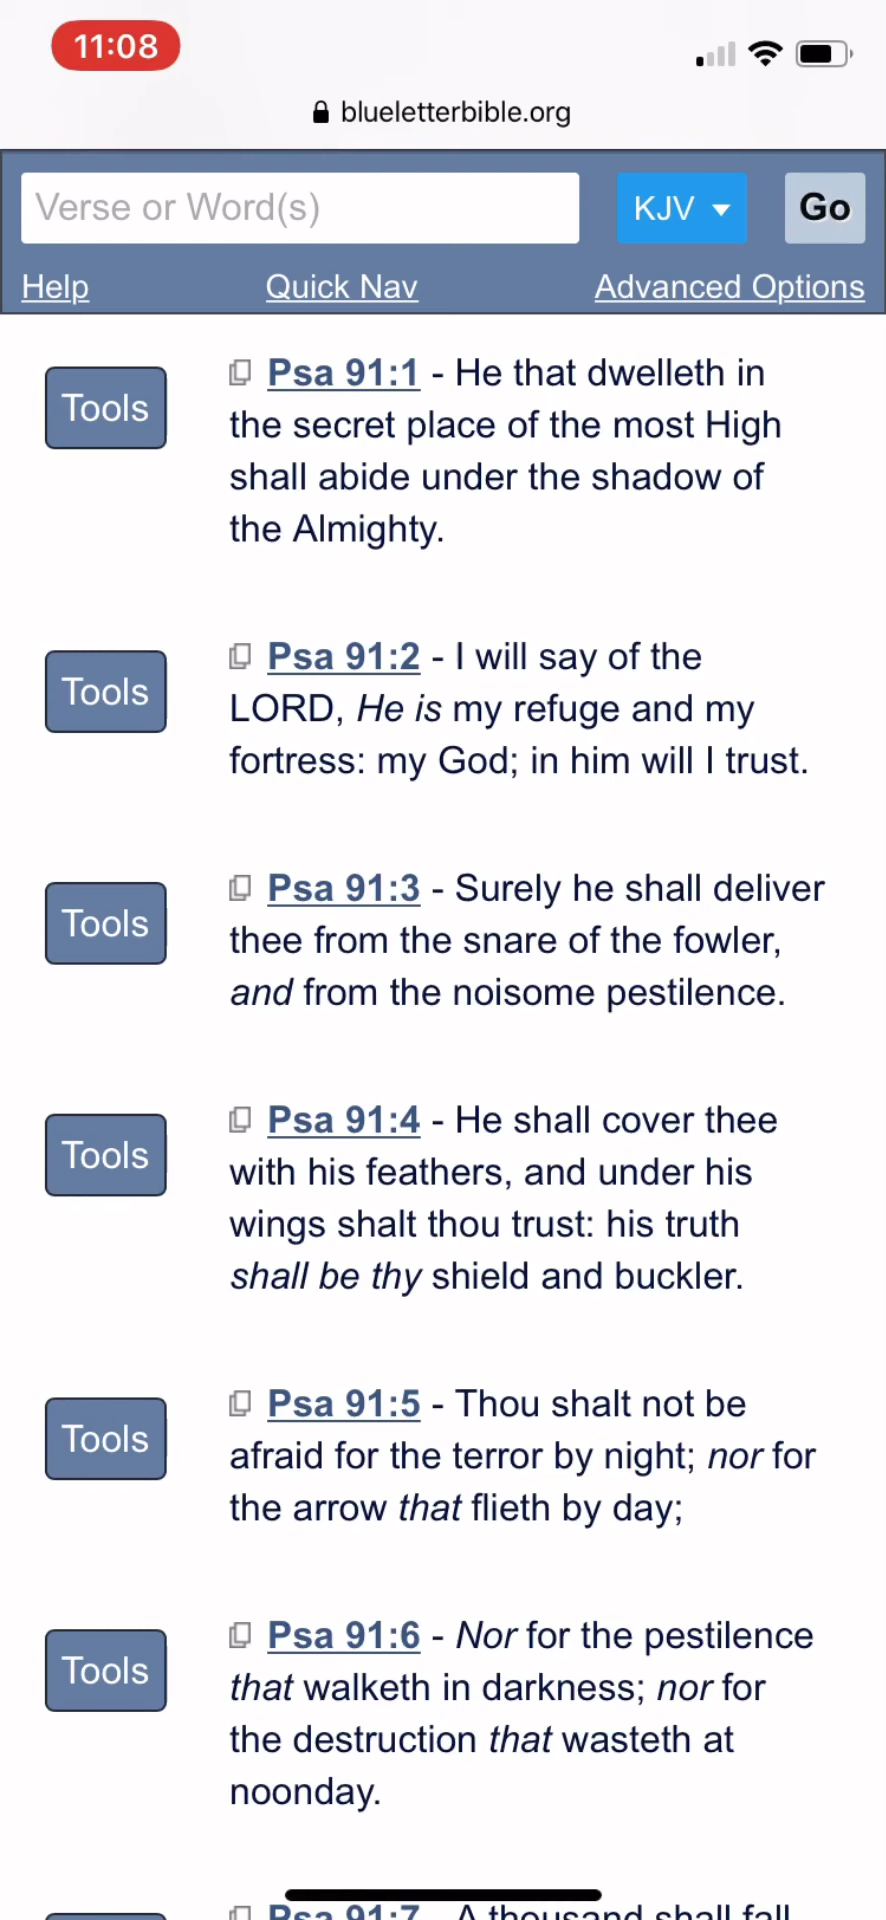 11:08
blueletterbible.org
Verse or Word(s)
KJV
Go
Help
Quick Nav
Advanced Options
Tools
Psa 91:1 - He that dwelleth in
the secret place of the most High
shall abide under the shadow of
the Almighty.
Tools
Psa 91:2 - I will say of the
LORD, He is my refuge and my
fortress: my God; in him will I trust.
Tools
Psa 91:3 - Surely he shall deliver
thee from the snare of the fowler,
and from the noisome pestilence.
Tools
Psa 91:4 - He shall cover thee
with his feathers, and under his
wings shalt thou trust: his truth
shall be thy shield and buckler.
Tools
Psa 91:5 - Thou shalt not be
afraid for the terror by night; nor for
the arrow that flieth by day;
Tools
Psa 91:6 - Nor for the pestilence
that walketh in darkness; nor for
the destruction that wasteth at
noonday.
Psa 91:7 - A thousand shall fall